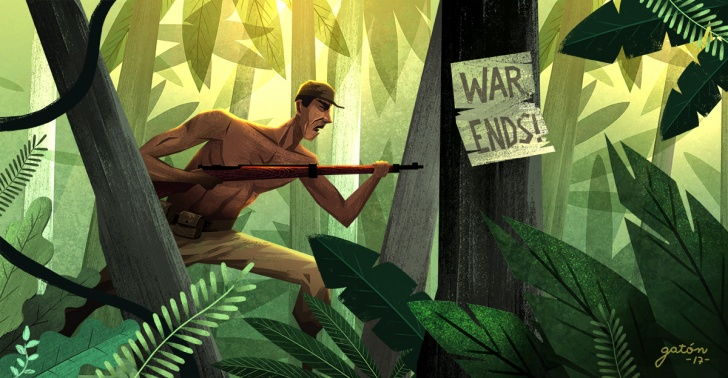 WAR
ENDS!
gatón
-17-